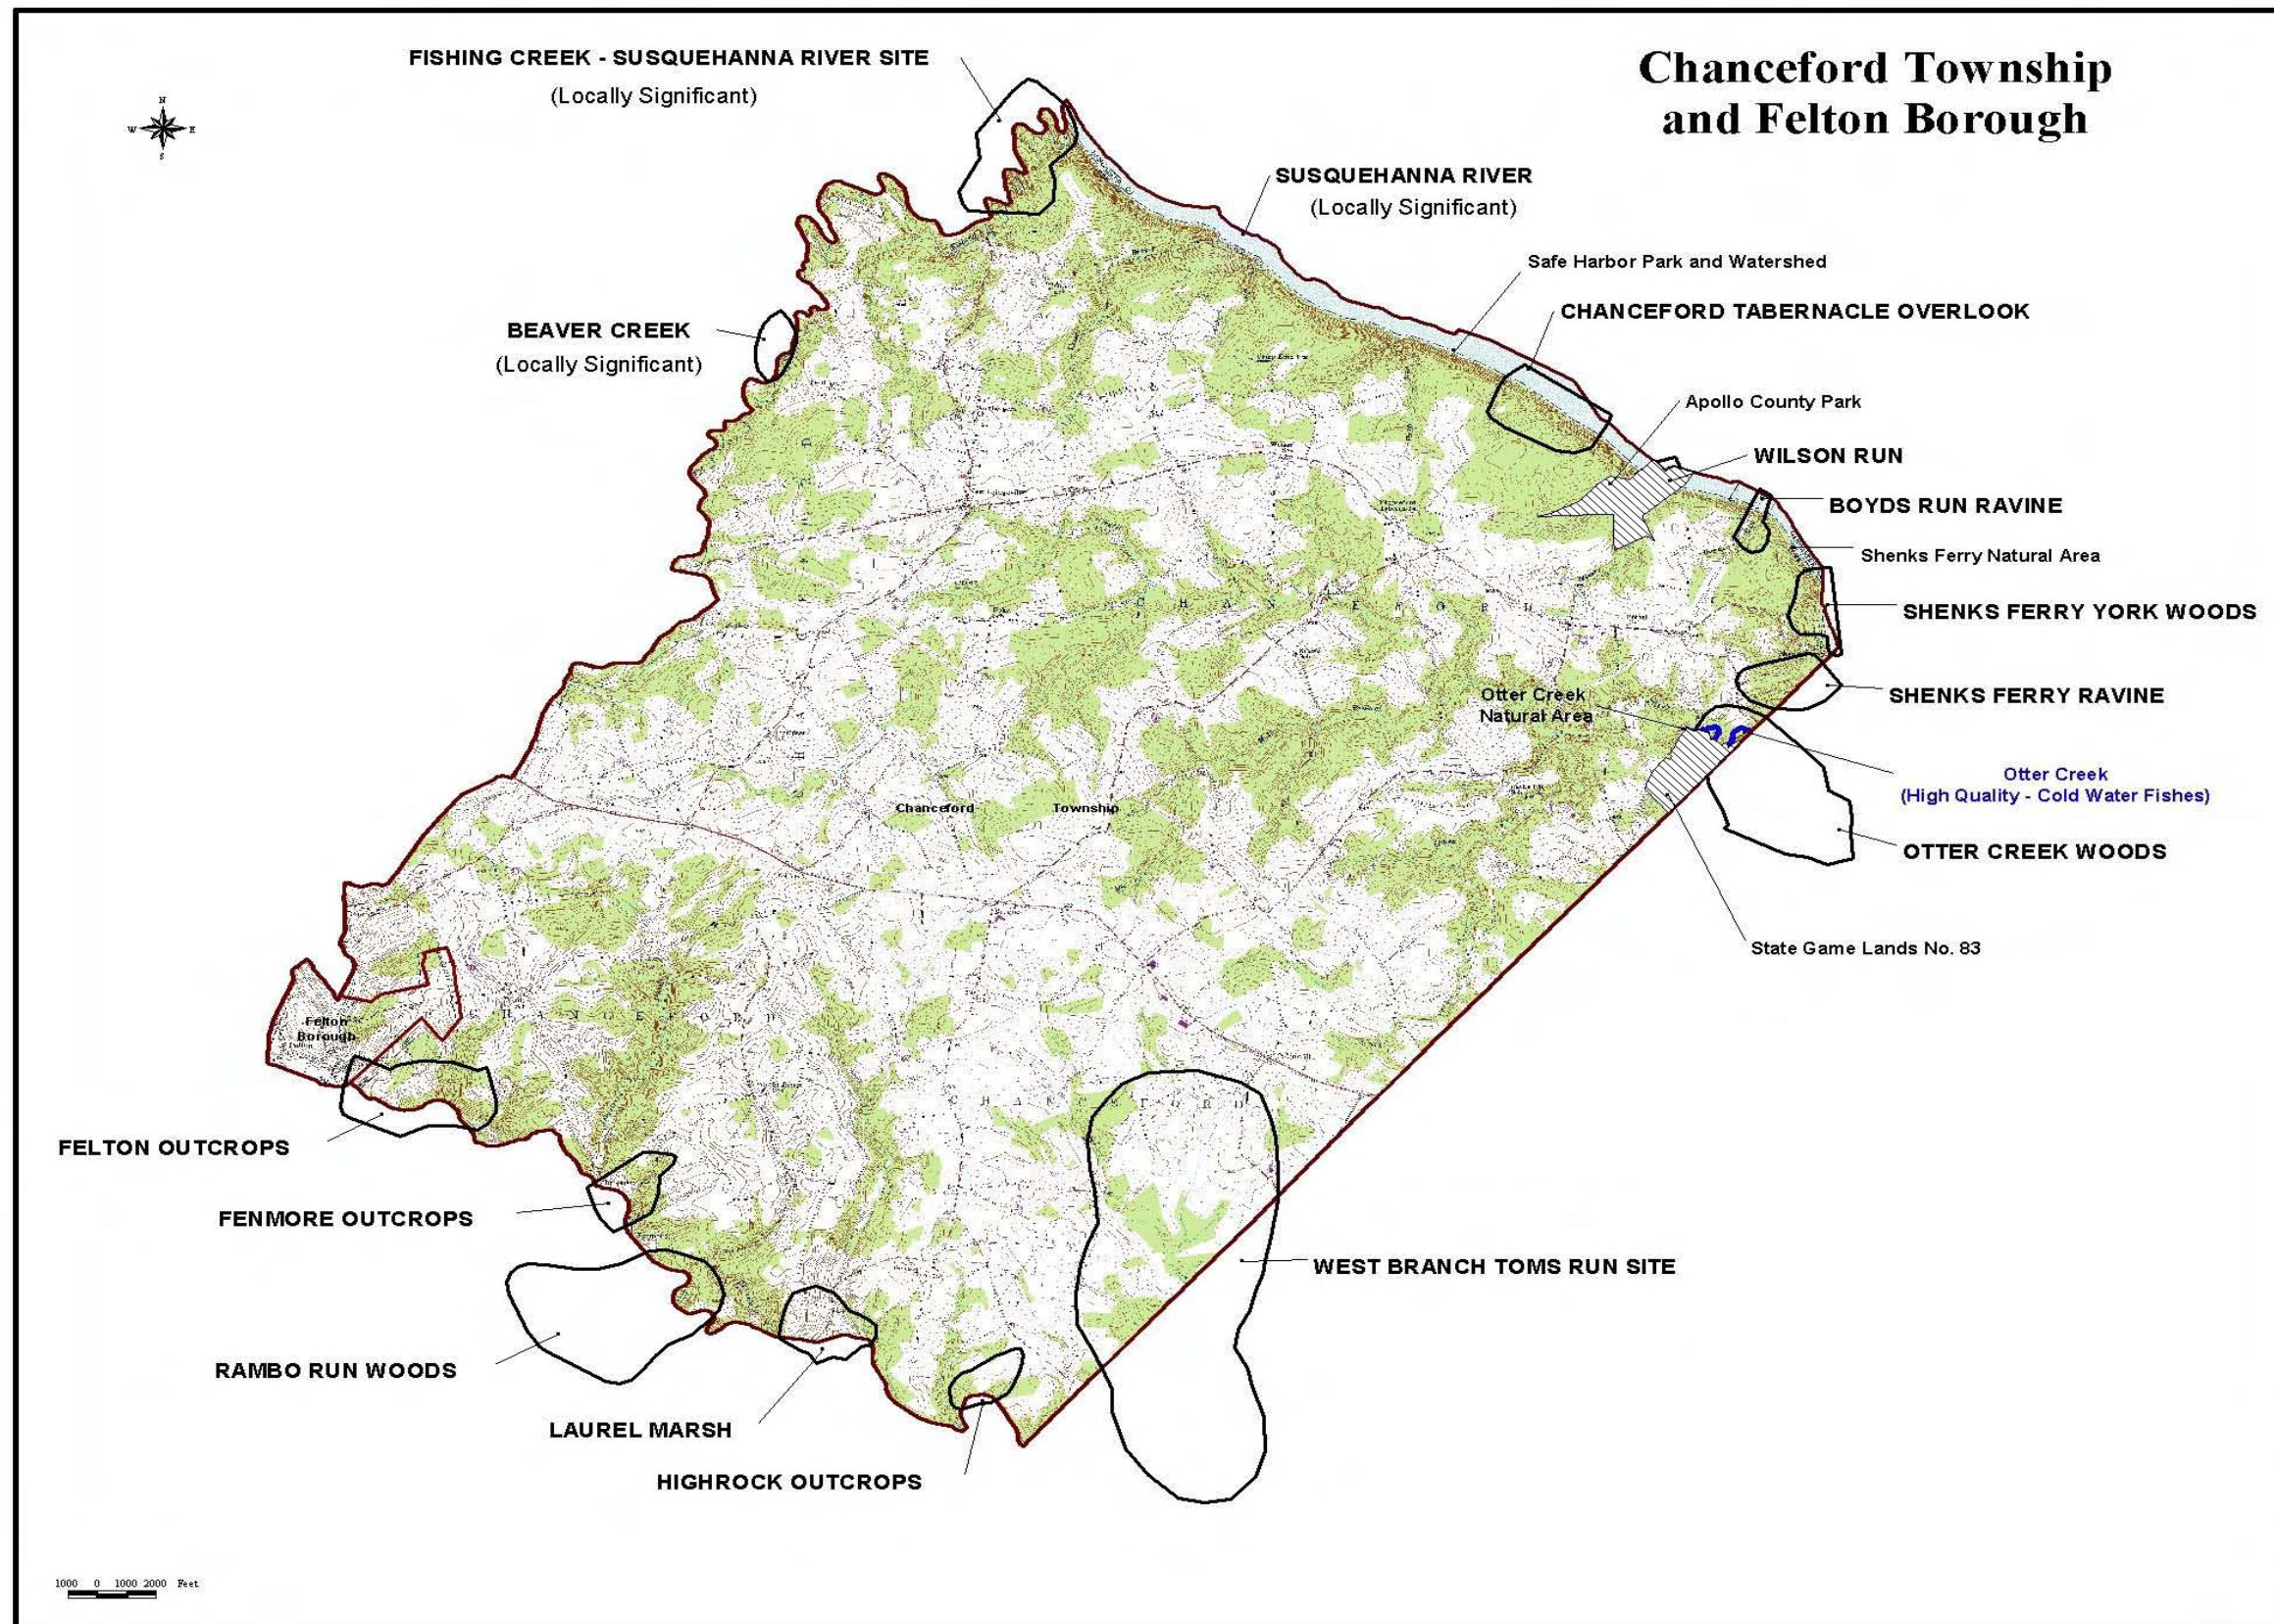 Chanceford Township
and Felton Borough
FISHING CREEK - SUSQUEHANNA RIVER SITE
(Locally Significant)
N
W E
S
SUSQUEHANNA RIVER
(Locally Significant)
Safe Harbor Park and Watershed
CHANCEFORD TABERNACLE OVERLOOK
BEAVER CREEK
(Locally Significant)
Apollo County Park
WILSON RUN
BOYDS RUN RAVINE
Shenks Ferry Natural Area
SHENKS FERRY YORK WOODS
C H A N C E F O R D
Otter Creek
Natural Area
SHENKS FERRY RAVINE
Otter Creek
(High Quality - Cold Water Fishes)
Chanceford Township
OTTER CREEK WOODS
State Game Lands No. 83
Felton
Borough
FELTON OUTCROPS
FENMORE OUTCROPS
WEST BRANCH TOMS RUN SITE
RAMBO RUN WOODS
LAUREL MARSH
HIGHROCK OUTCROPS
1000 0 1000 2000 Feet